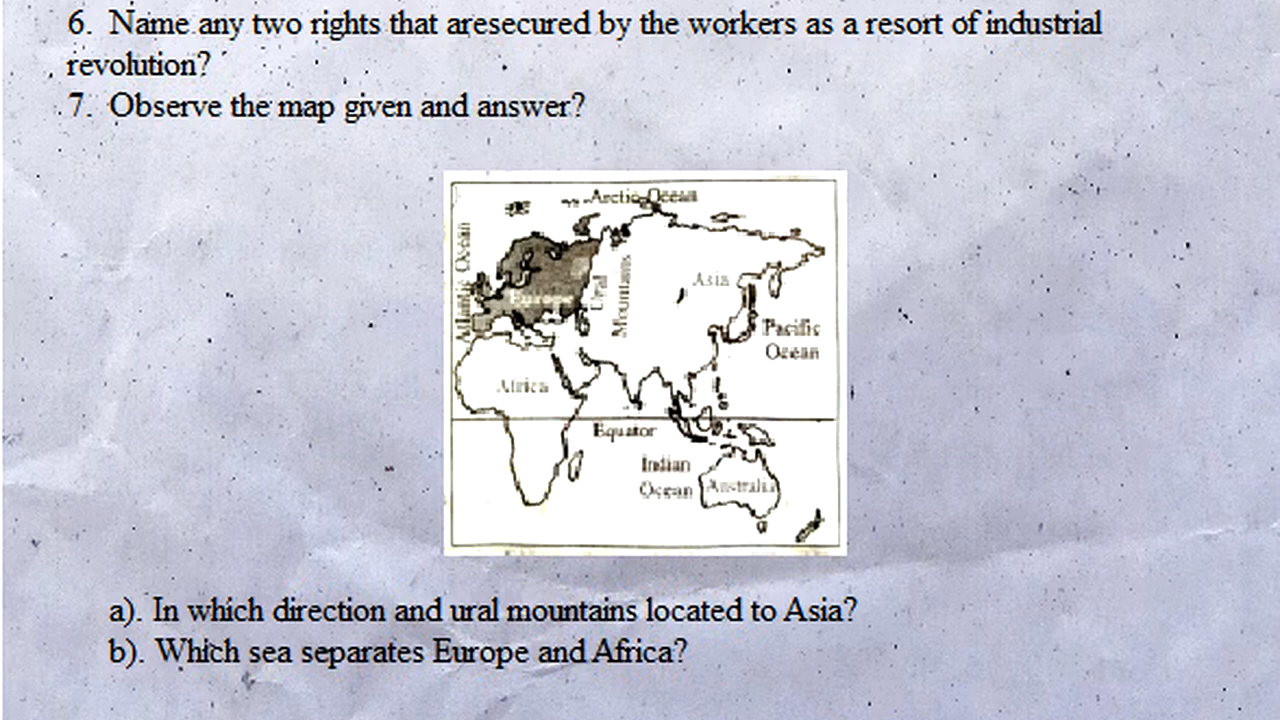 6. Name any two rights that aresecured by the workers as a resort of industrial
revolution?
7. Observe the map given and answer?
Arctic Ocean
Atlantic Ocean
Europe
Ural
Mountains
Asia
Pacific
Ocean
Africa
Equator
Indian
Ocean
Australia
a). In which direction and ural mountains located to Asia?
b). Which sea separates Europe and Africa?